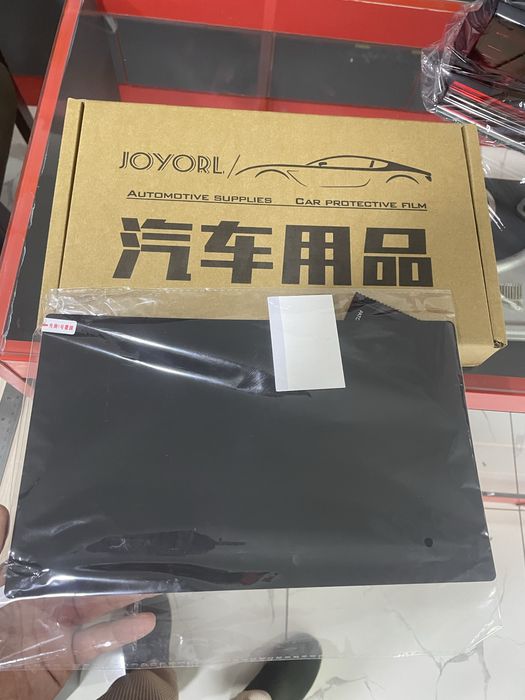 JOYORL
AUTOMOTIVE SUPPLIES CAR PROTECTIVE FILM
汽车用品